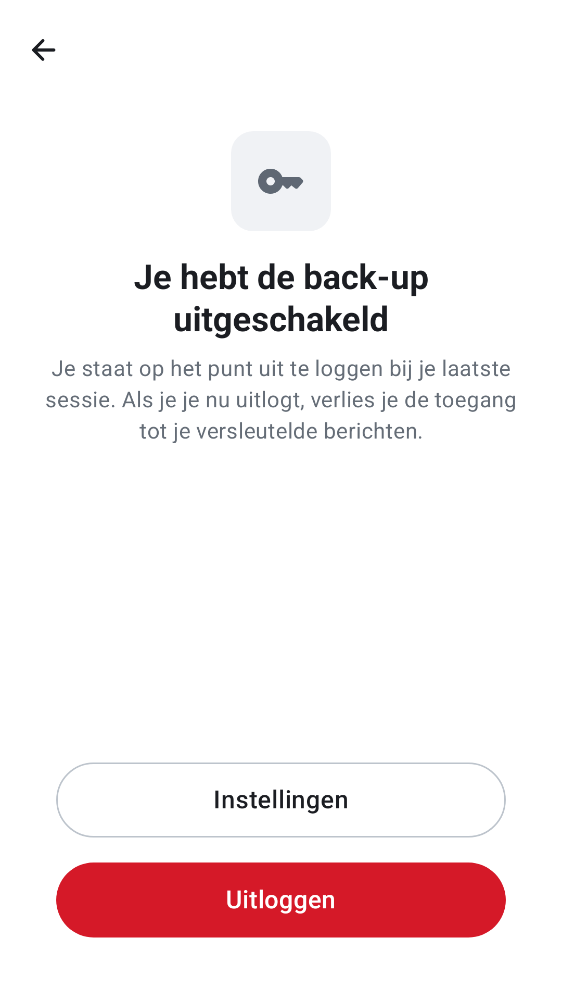 Je hebt de back-up
uitgeschakeld
Je staat op het punt uit te loggen bij je laatste
sessie. Als je je nu uitlogt, verlies je de toegang
tot je versleutelde berichten.
Instellingen
Uitloggen